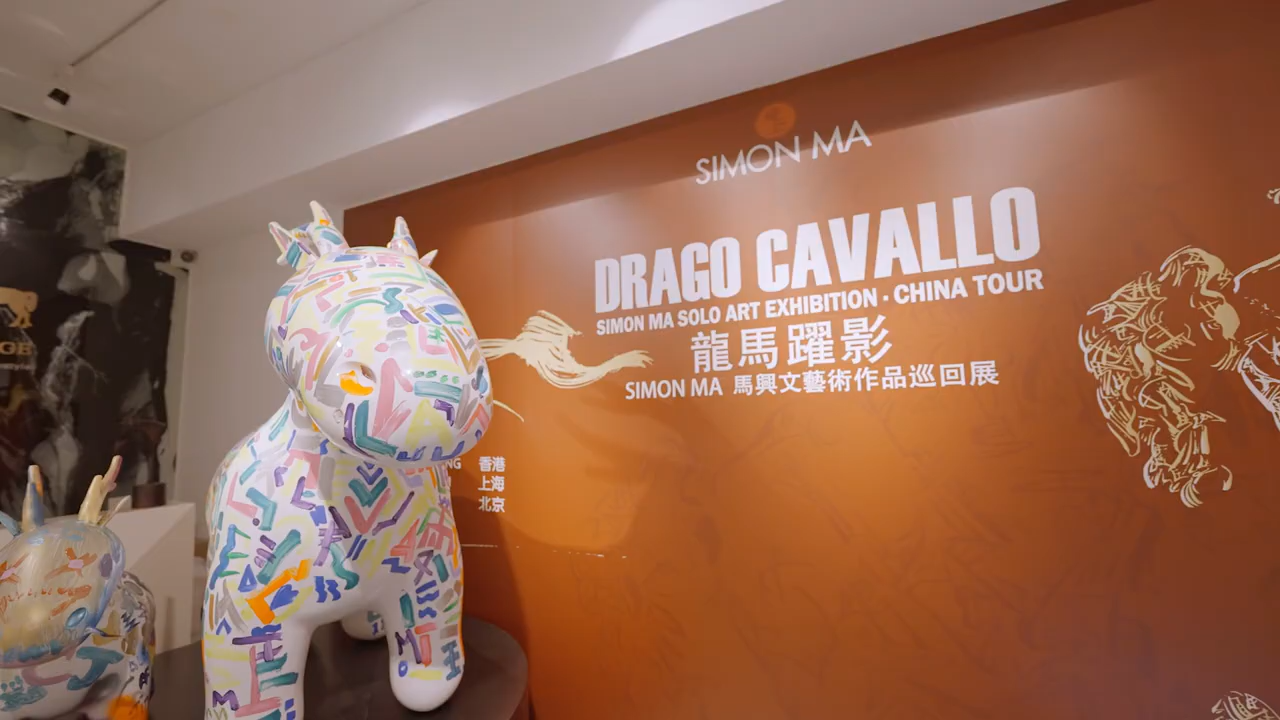 SIMON MA
DRAGO CAVALLO
SIMON MA SOLO ART EXHIBITION · CHINA TOUR
龍馬躍影
SIMON MA 馬興文藝術作品巡回展
香港
上海
北京